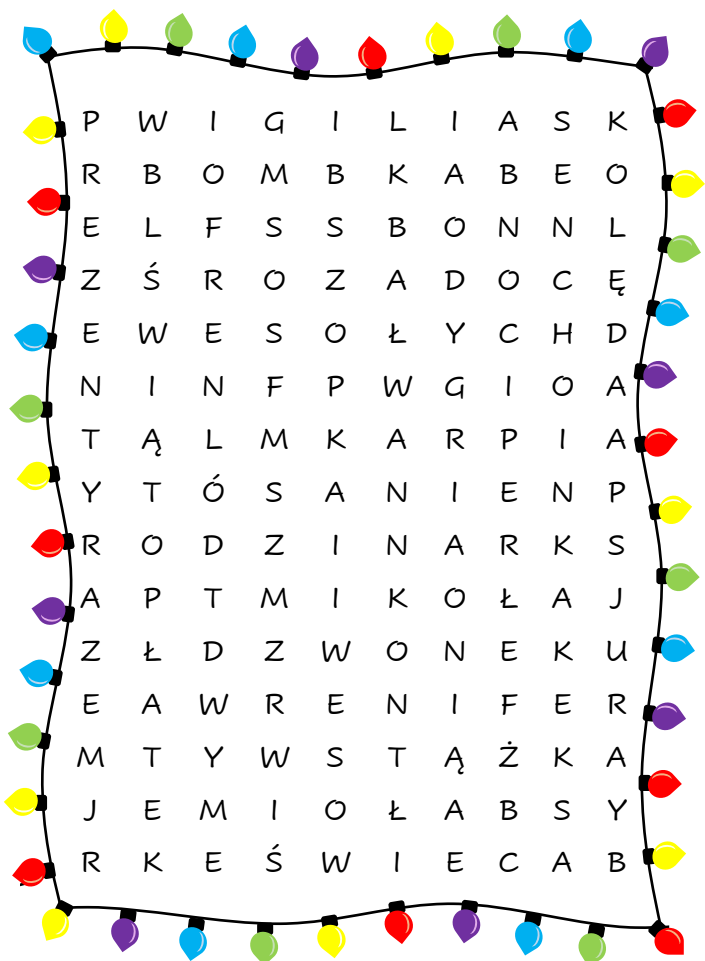 P W I G I L I A S K
R B O M B K A B E O
E L F S S B O N N L
Z Ś R O Z A D O C Ę
E W E S O Ł Y C H D
N I N F P W G I O A
T Ą L M K A R P I A
Y T Ó S A N I E N P
R O D Z I N A R K S
A P T M I K O Ł A J
Z Ł D Z W O N E K U
E A W R E N I F E R
M T Y W S T Ą Ż K A
J E M I O Ł A B S Y
R K E Ś W I E C A B